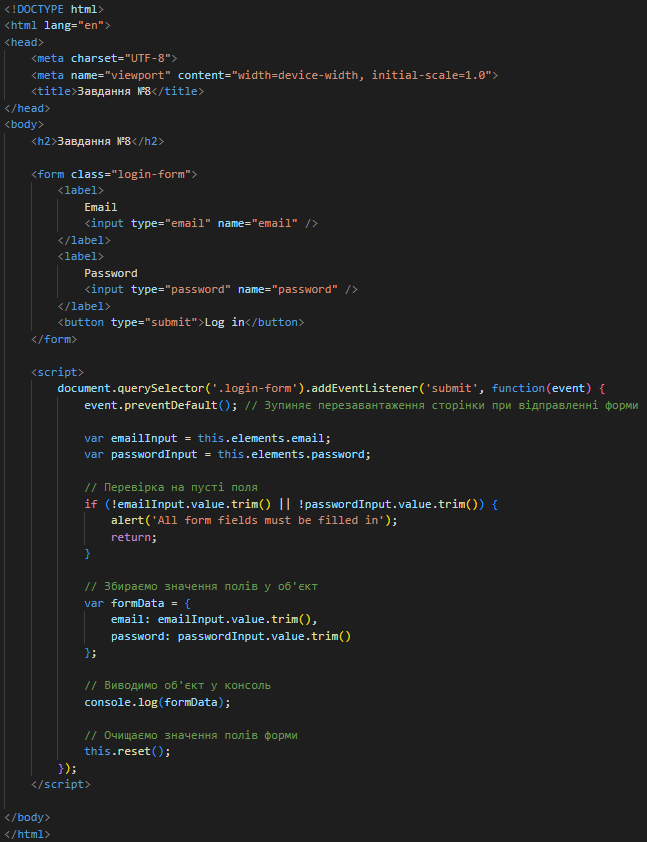 <!DOCTYPE html>
<html lang="en">
<head>
    <meta charset="UTF-8">
    <meta name="viewport" content="width=device-width, initial-scale=1.0">
    <title>Завдання №8</title>
</head>
<body>
    <h2>Завдання №8</h2>

    <form class="login-form">
        <label>
            Email
            <input type="email" name="email" />
        </label>
        <label>
            Password
            <input type="password" name="password" />
        </label>
        <button type="submit">Log in</button>
    </form>

    <script>
        document.querySelector('.login-form').addEventListener('submit', function(event) {
            event.preventDefault(); // Зупиняє перезавантаження сторінки при відправленні форми

            var emailInput = this.elements.email;
            var passwordInput = this.elements.password;

            // Перевірка на пусті поля
            if (!emailInput.value.trim() || !passwordInput.value.trim()) {
                alert('All form fields must be filled in');
                return;
            }

            // Збираємо значення полів у об'єкт
            var formData = {
                email: emailInput.value.trim(),
                password: passwordInput.value.trim()
            };

            // Виводимо об'єкт у консоль
            console.log(formData);

            // Очищаємо значення полів форми
            this.reset();
        });
    </script>

</body>
</html>